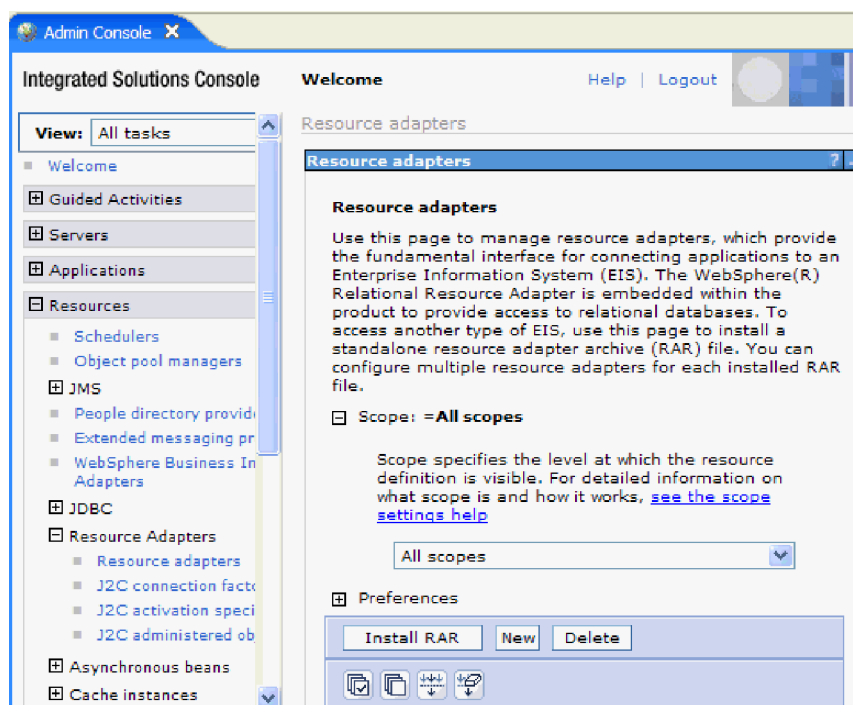 Admin Console
Integrated Solutions Console
Welcome
Help | Logout
View: All tasks
Welcome
Guided Activities
Servers
Applications
Resources
Schedulers
Object pool managers
JMS
People directory provid
Extended messaging pr
WebSphere Business In
Adapters
JDBC
Resource Adapters
Resource adapters
J2C connection facto
J2C activation speci
J2C administered ob
Asynchronous beans
Cache instances
Resource adapters
Resource adapters
?
Resource adapters
Use this page to manage resource adapters, which provide
the fundamental interface for connecting applications to an
Enterprise Information System (EIS). The WebSphere(R)
Relational Resource Adapter is embedded within the
product to provide access to relational databases. To
access another type of EIS, use this page to install a
standalone resource adapter archive (RAR) file. You can
configure multiple resource adapters for each installed RAR
file.
Scope: =All scopes
Scope specifies the level at which the resource
definition is visible. For detailed information on
what scope is and how it works, see the scope
settings help
All scopes
Preferences
Install RAR
New
Delete